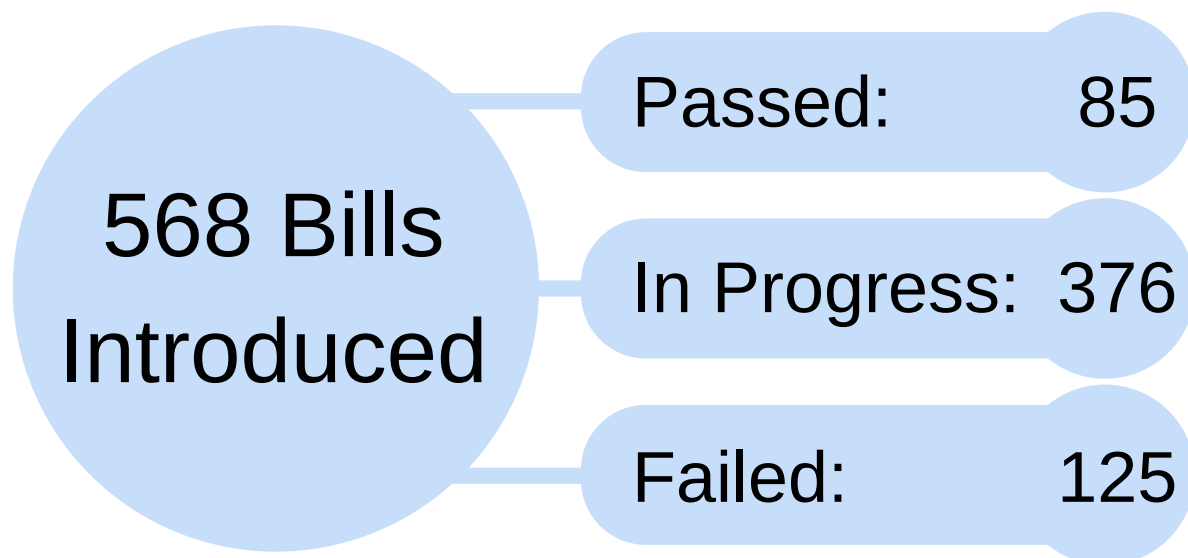 568 Bills
Introduced
Passed: 85
In Progress: 376
Failed: 125